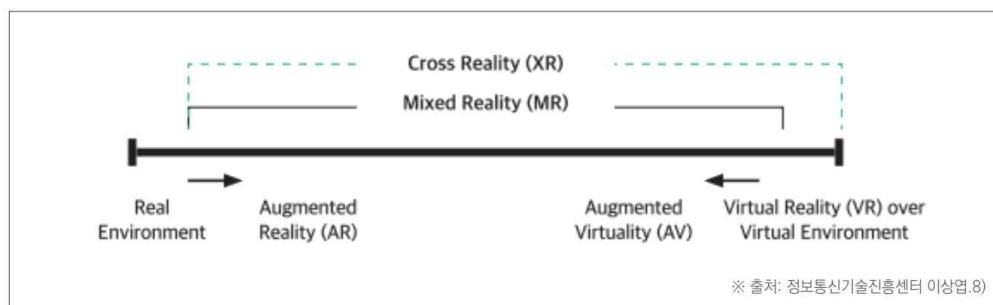 Cross Reality (XR)
Mixed Reality (MR)
Real
Environment
Augmented
Reality (AR)
Augmented
Virtuality (AV)
Virtual Reality (VR) over
Virtual Environment
※ 출처: 정보통신기술진흥센터 이상엽.8)